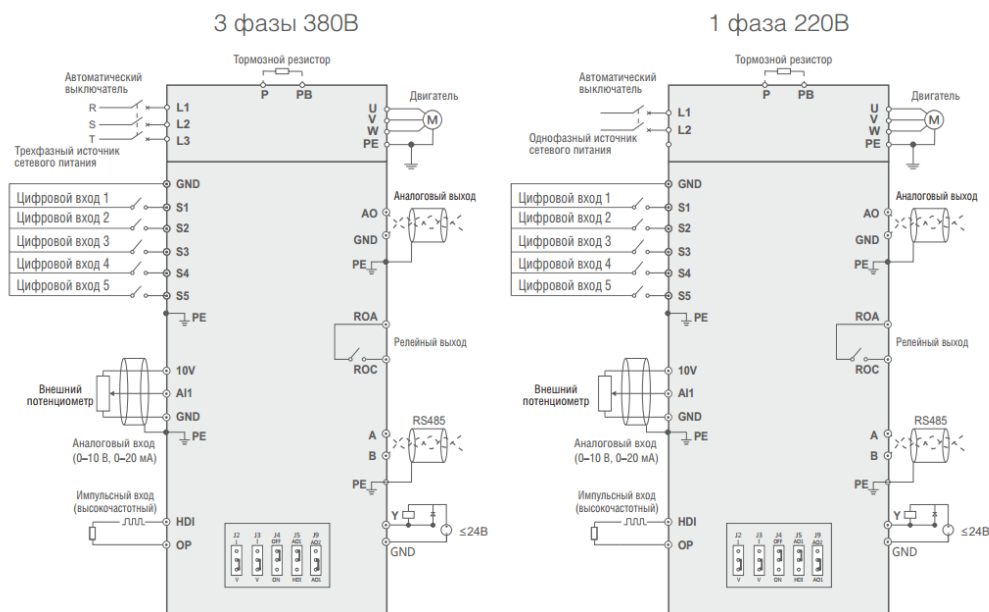 3 фазы 380В
Тормозной резистор
P PB
Автоматический
выключатель
R L1
S L2
T L3
Трехфазный источник
сетевого питания
U
V
W
PE
Двигатель
M
GND
Цифровой вход 1
S1
Цифровой вход 2
S2
Цифровой вход 3
S3
Цифровой вход 4
S4
Цифровой вход 5
S5
PE
Аналоговый выход
AO
GND
PE
ROA
Релейный выход
ROC
10V
Внешний
потенциометр
AI1
GND
PE
Аналоговый вход
(0–10 В, 0–20 мА)
RS485
A
B
PE
Импульсный вход
(высокочастотный)
HDI
OP
Y
≤24В
GND
J2 J3 J4 J5 J9
I I OFF AO1 AO2
V V ON HDI AO1
1 фаза 220В
Тормозной резистор
P PB
Автоматический
выключатель
L1
L2
Однофазный источник
сетевого питания
U
V
W
PE
Двигатель
M
GND
Цифровой вход 1
S1
Цифровой вход 2
S2
Цифровой вход 3
S3
Цифровой вход 4
S4
Цифровой вход 5
S5
PE
Аналоговый выход
AO
GND
PE
ROA
Релейный выход
ROC
10V
Внешний
потенциометр
AI1
GND
PE
Аналоговый вход
(0–10 В, 0–20 мА)
RS485
A
B
PE
Импульсный вход
(высокочастотный)
HDI
OP
Y
≤24В
GND
J2 J3 J4 J5 J9
I I OFF AO1 AO2
V V ON HDI AO1